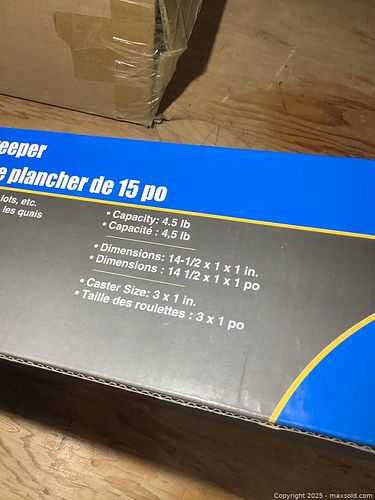 eeper
e plancher de 15 po
lots, etc.
les quais
• Capacity: 4.5 lb
• Capacité : 4,5 lb
• Dimensions: 14-1/2 x 1 x 1 in.
• Dimensions : 14 1/2 x 1 x 1 po
• Caster Size: 3 x 1 in.
• Taille des roulettes : 3 x 1 po
Copyright 2025 - maxsold.com